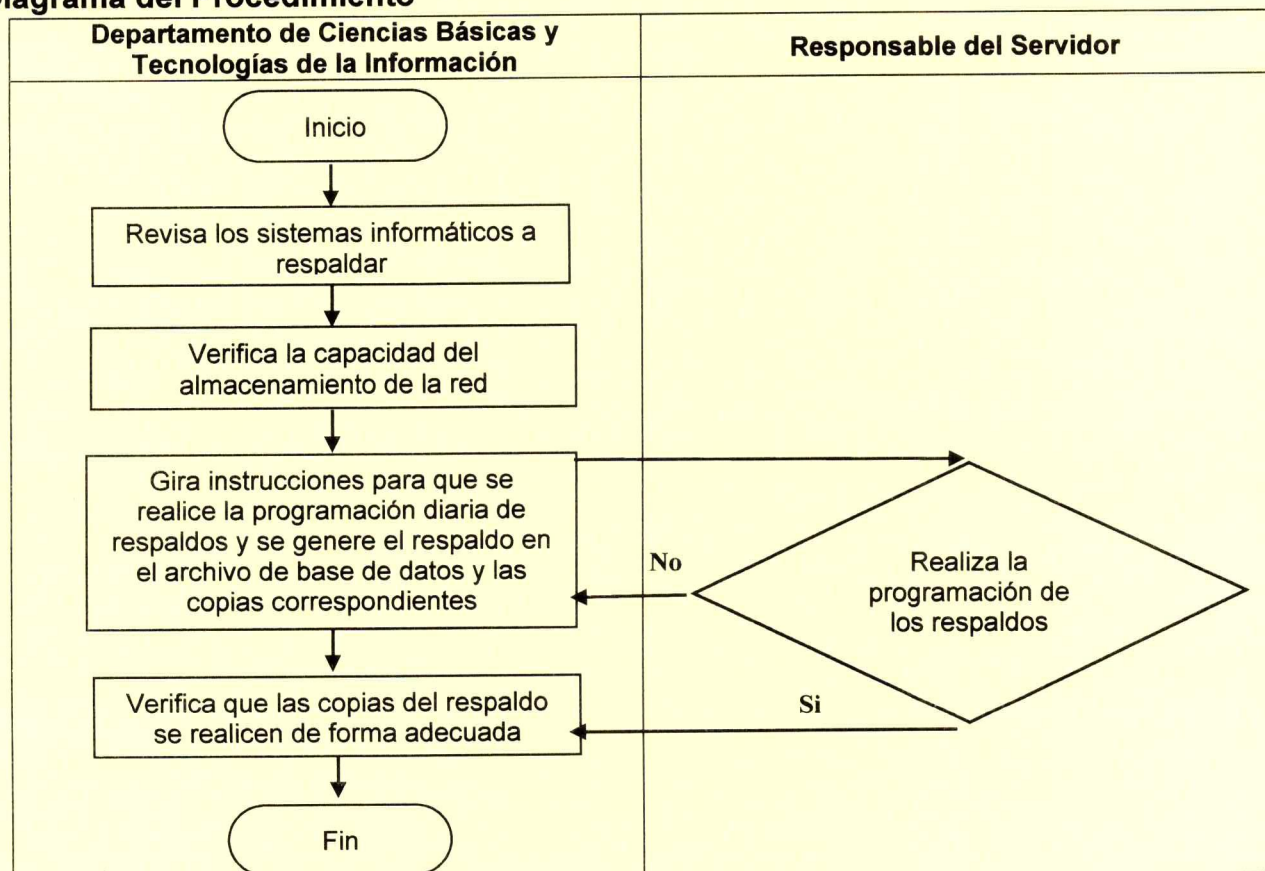 Diagrama del Procedimiento
Departamento de Ciencias Básicas y
Tecnologías de la Información
Responsable del Servidor
Inicio
Revisa los sistemas informáticos a
respaldar
Verifica la capacidad del
almacenamiento de la red
Gira instrucciones para que se
realice la programación diaria de
respaldos y se genere el respaldo en
el archivo de base de datos y las
copias correspondientes
No
Realiza la
programación de
los respaldos
Verifica que las copias del respaldo
se realicen de forma adecuada
Si
Fin